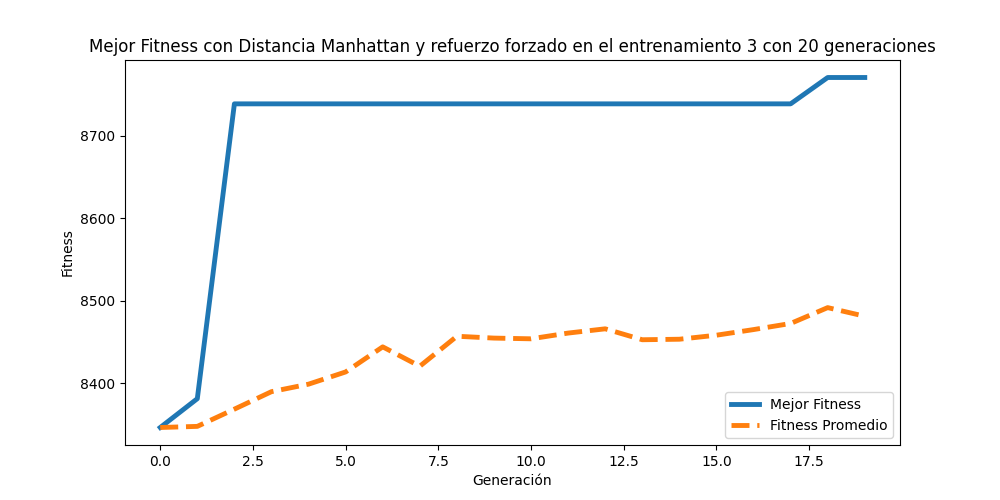 Mejor Fitness con Distancia Manhattan y refuerzo forzado en el entrenamiento 3 con 20 generaciones
8700
8600
8500
8400
Fitness
Mejor Fitness
Fitness Promedio
0.0 2.5 5.0 7.5 10.0 12.5 15.0 17.5
Generación